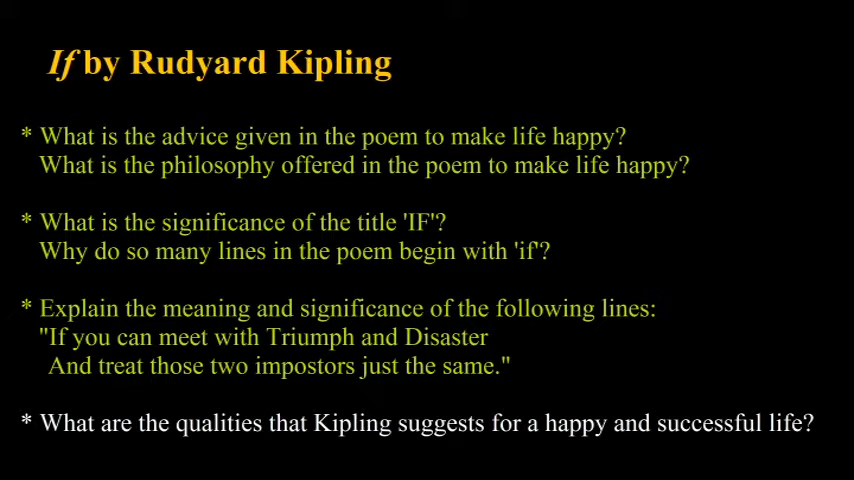 If by Rudyard Kipling
* What is the advice given in the poem to make life happy?
What is the philosophy offered in the poem to make life happy?
* What is the significance of the title 'IF'?
Why do so many lines in the poem begin with 'if'?
* Explain the meaning and significance of the following lines:
"If you can meet with Triumph and Disaster
And treat those two impostors just the same."
* What are the qualities that Kipling suggests for a happy and successful life?